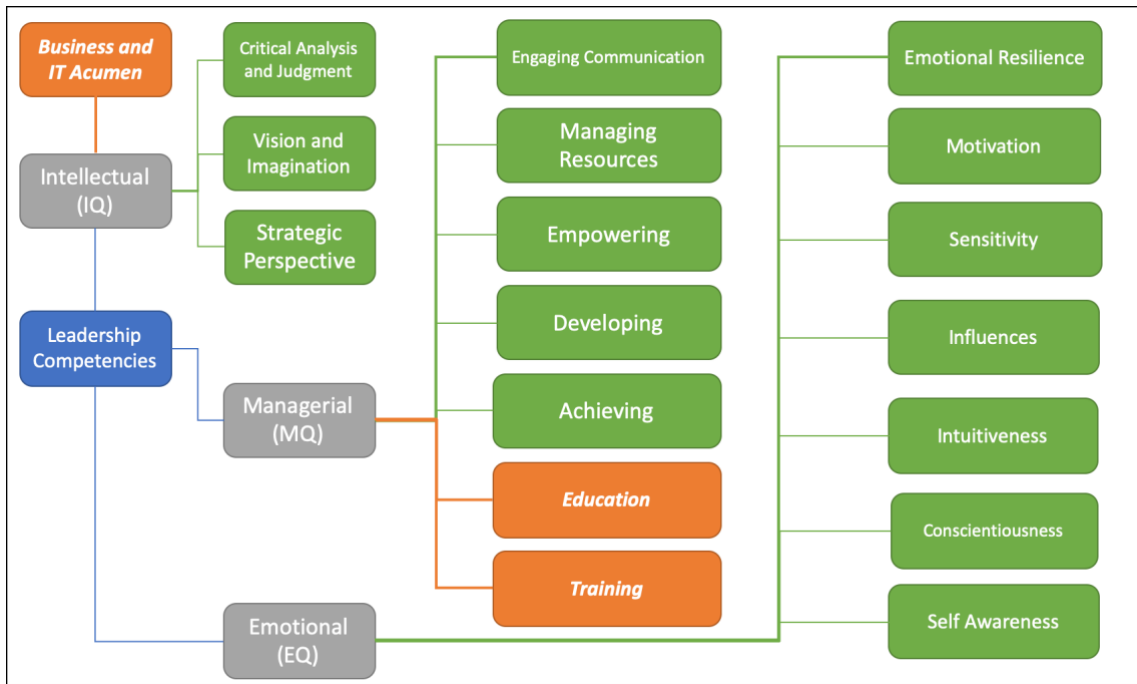 Business and
IT Acumen
Intellectual
(IQ)
Leadership
Competencies
Critical Analysis
and Judgment
Vision and
Imagination
Strategic
Perspective
Managerial
(MQ)
Emotional
(EQ)
Engaging Communication
Managing
Resources
Empowering
Developing
Achieving
Education
Training
Emotional Resilience
Motivation
Sensitivity
Influences
Intuitiveness
Conscientiousness
Self Awareness